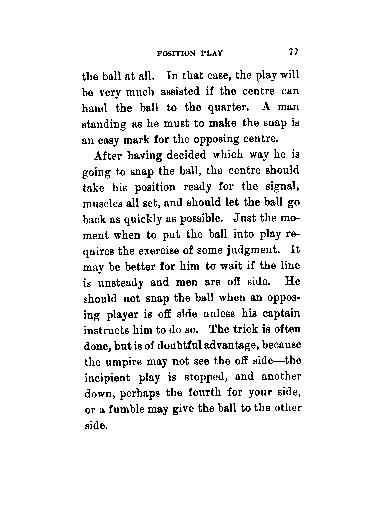 POSITION PLAY 77
the ball at all. In that case, the play will
be very much assisted if the centre can
hand the ball to the quarter. A man
standing as he must to make the snap is
an easy mark for the opposing centre.
After having decided which way he is
going to snap the ball, the centre should
take his position ready for the signal,
muscles all set, and should let the ball go
back as quickly as possible. Just the mo-
ment when to put the ball into play re-
quires the exercise of some judgment. It
may be better for him to wait if the line
is unsteady and men are off side. He
should not snap the ball when an oppos-
ing player is off side unless his captain
instructs him to do so. The trick is often
done, but is of doubtful advantage, because
the umpire may not see the off side—the
incipient play is stopped, and another
down, perhaps the fourth for your side,
or a fumble may give the ball to the other
side.